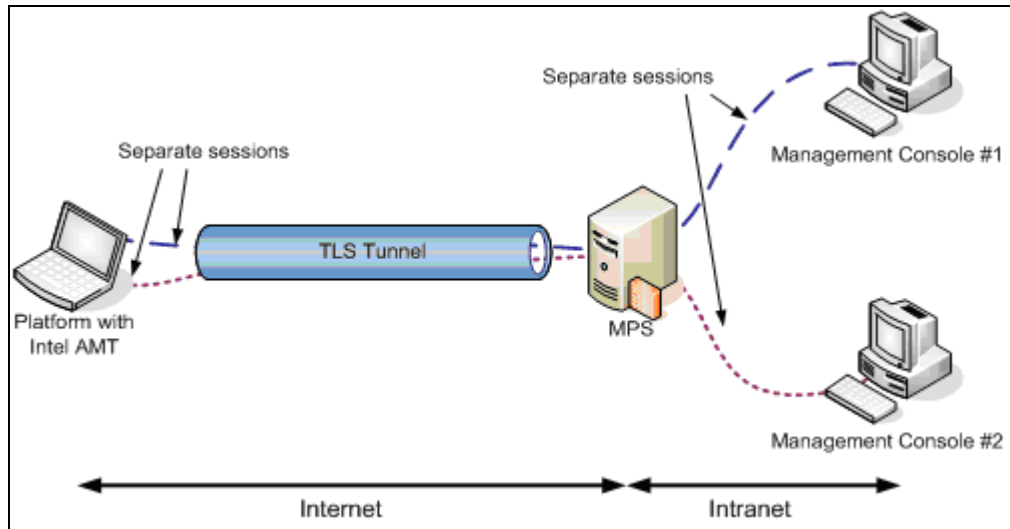 Separate sessions
Management Console #1
Separate sessions
TLS Tunnel
Platform with
Intel AMT
MPS
Management Console #2
Internet
Intranet